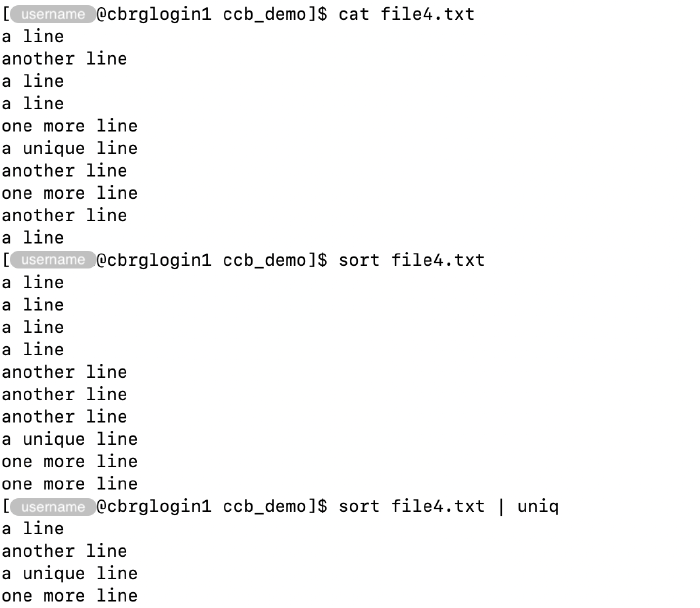 [ username @cbrglogin1 ccb_demo]$ cat file4.txt
a line
another line
a line
a line
one more line
a unique line
another line
one more line
another line
a line
[ username @cbrglogin1 ccb_demo]$ sort file4.txt
a line
a line
a line
a line
another line
another line
another line
a unique line
one more line
one more line
[ username @cbrglogin1 ccb_demo]$ sort file4.txt | uniq
a line
another line
a unique line
one more line